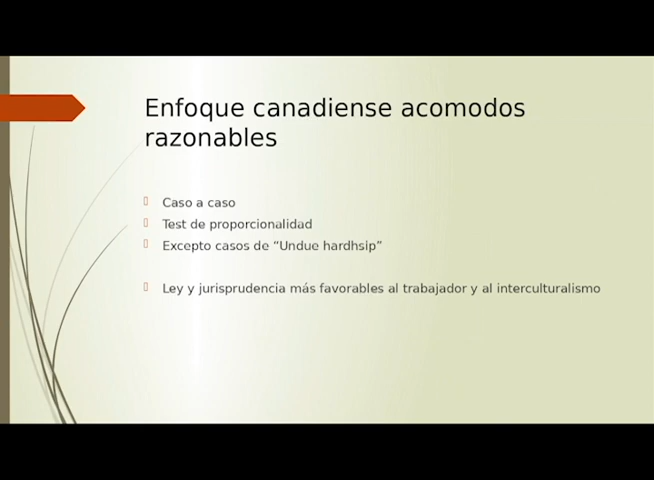 Enfoque canadiense acomodos
razonables
Caso a caso
Test de proporcionalidad
Excepto casos de “Undue hardhsip”
Ley y jurisprudencia más favorables al trabajador y al interculturalismo